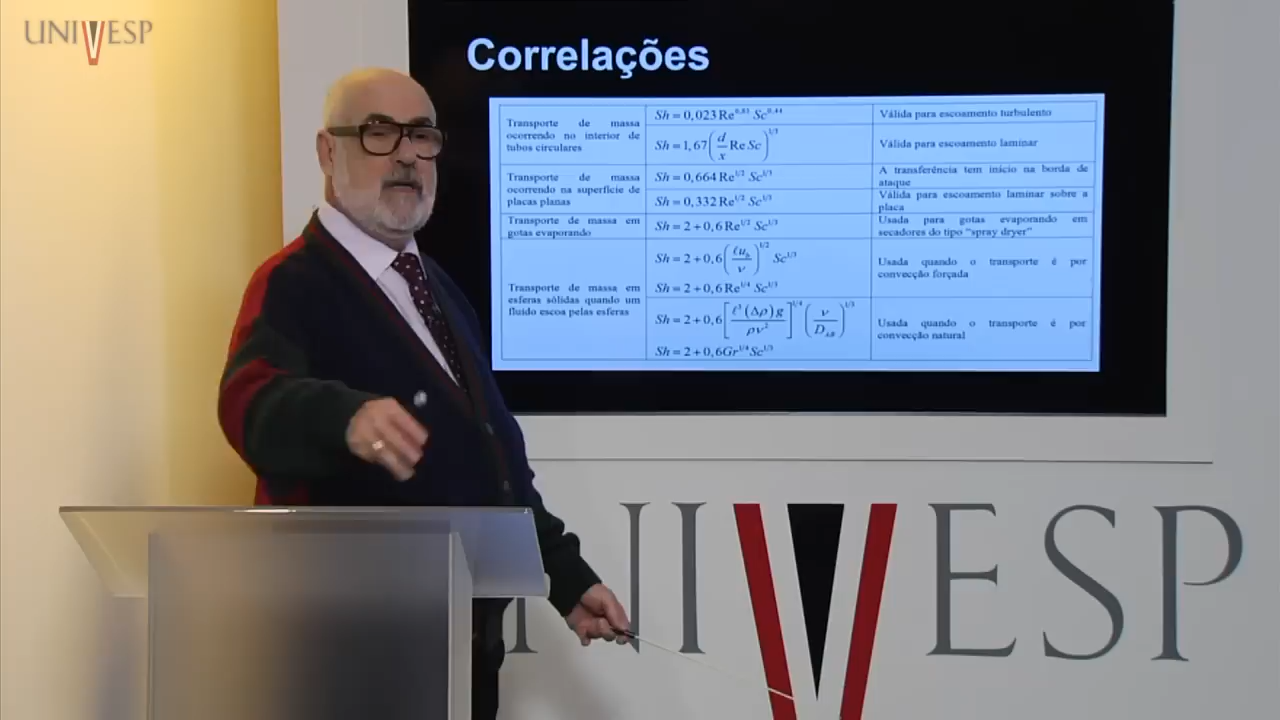 UNIVESP
Correlações
Transporte de massa
ocorrendo no interior de
tubos circulares
Sh = 0,023 Re^0,83 Sc^0,44
Válida para escoamento turbulento
Sh = 1,67 (d/x Re Sc)^1/3
Válida para escoamento laminar
Transporte de massa
ocorrendo na superfície de
placas planas
Sh = 0,664 Re^1/2 Sc^1/3
A transferência tem início na borda de
ataque
Sh = 0,332 Re^1/2 Sc^1/3
Válida para escoamento laminar sobre a
placa
Transporte de massa em
gotas evaporando
Sh = 2 + 0,6 Re^1/2 Sc^1/3
Usada para gotas evaporando em
secadores do tipo "spray dryer"
Transporte de massa em
esferas sólidas quando um
fluido escoa pelas esferas
Sh = 2 + 0,6 (ℓu_b/ν)^1/2 Sc^1/3
Sh = 2 + 0,6 Re^1/4 Sc^1/3
Usada quando o transporte é por
convecção forçada
Sh = 2 + 0,6 [ℓ³(Δρ)g/ρν²]^1/4 (ν/D_AB)^1/3
Sh = 2 + 0,6Gr^1/4 Sc^1/3
Usada quando o transporte é por
convecção natural
UNIVESP